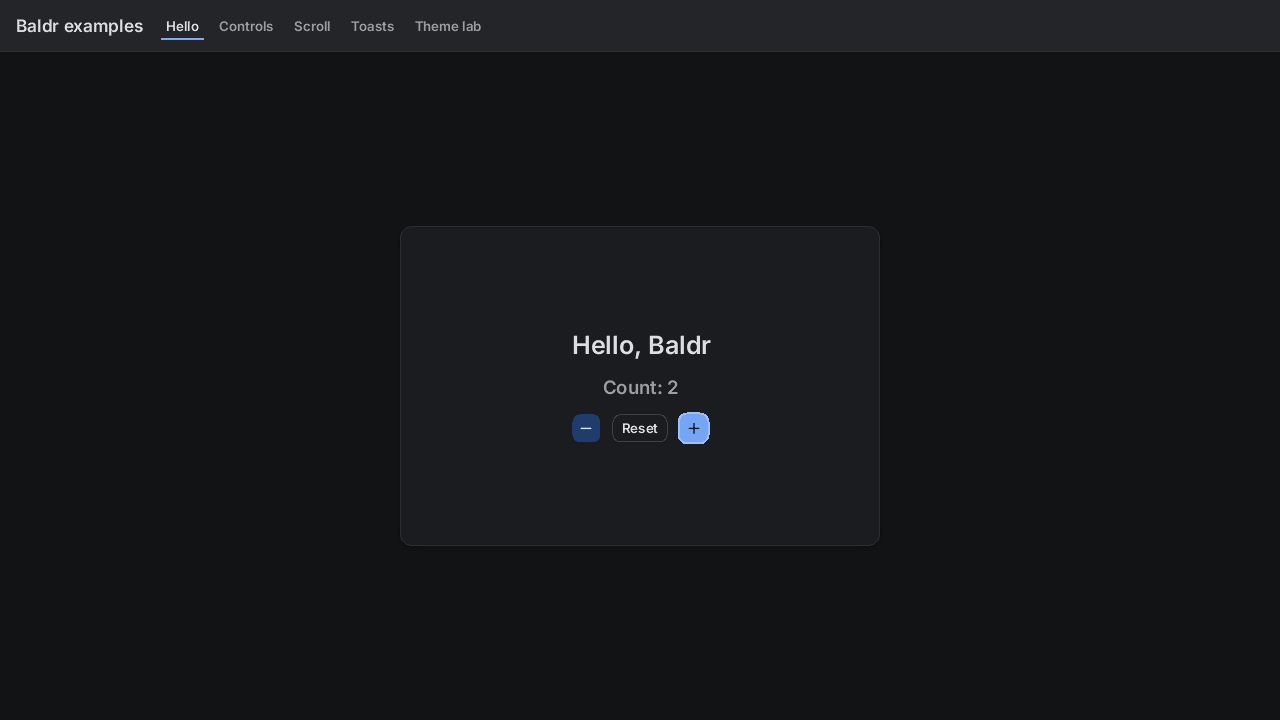 Baldr examples Hello Controls Scroll Toasts Theme lab
Hello, Baldr
Count: 2
− Reset +